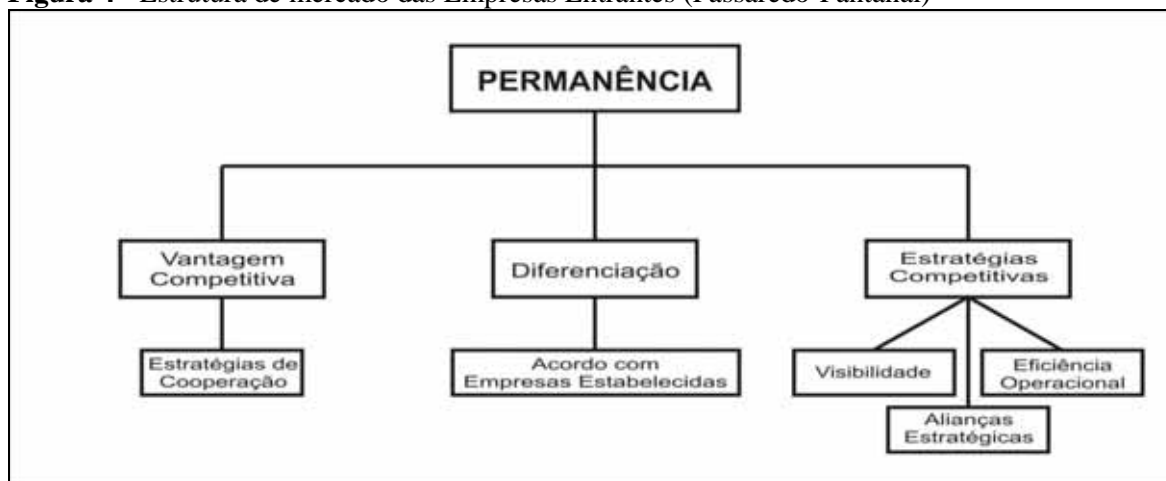 Figura 4 - Estrutura de mercado das Empresas Entrantes (Passaredo-Pantanal)
PERMANÊNCIA
Vantagem
Competitiva
Diferenciação
Estratégias
Competitivas
Estratégias de
Cooperação
Acordo com
Empresas Estabelecidas
Visibilidade
Eficiência
Operacional
Alianças
Estratégicas